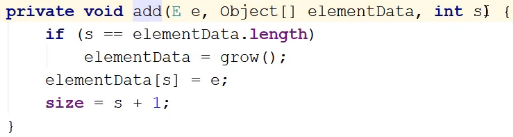 private void add(E e, Object[] elementData, int s) {
    if (s == elementData.length)
        elementData = grow();
    elementData[s] = e;
    size = s + 1;
}